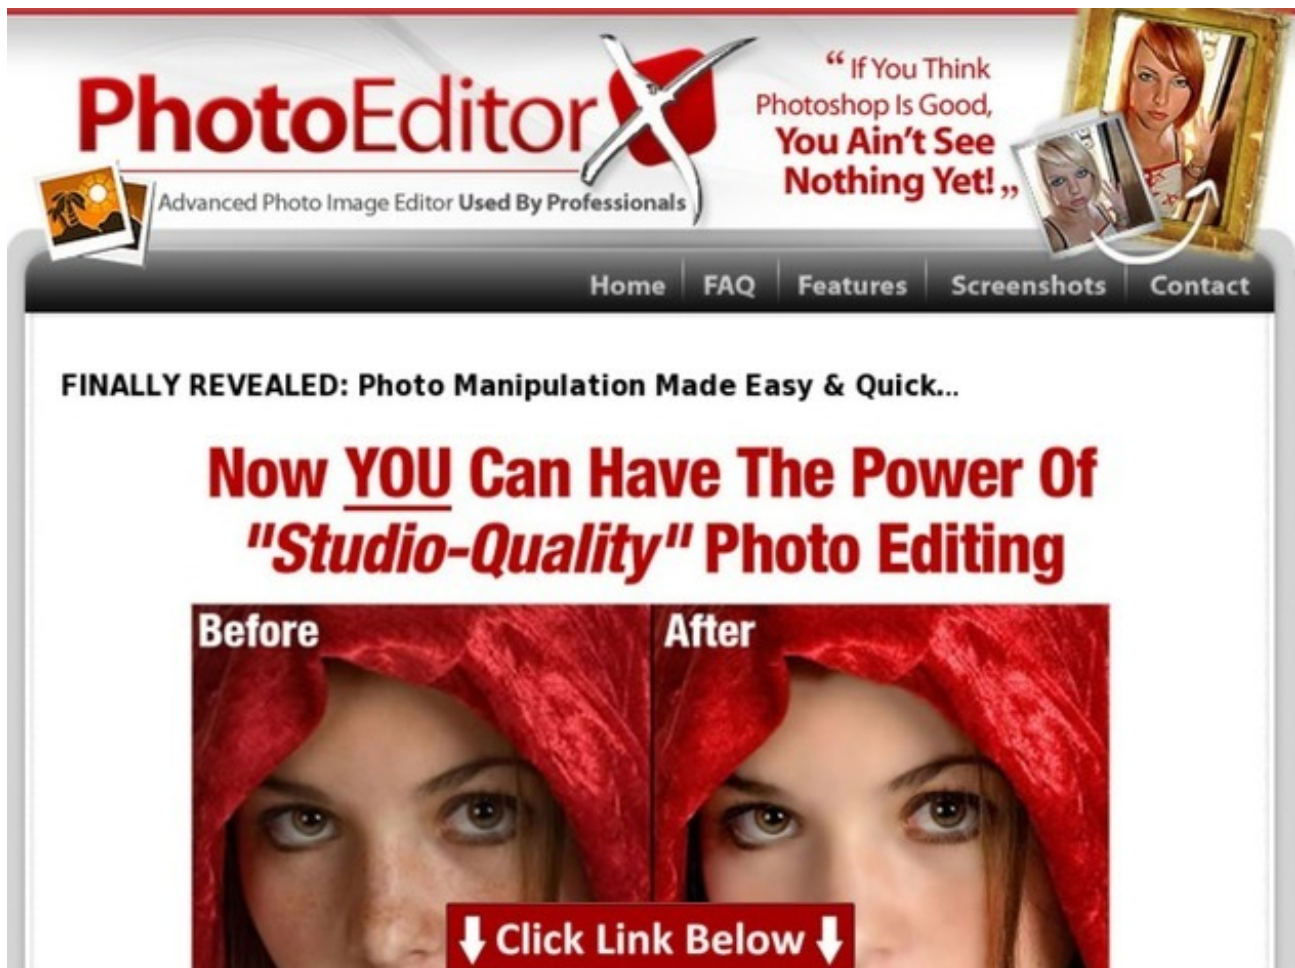 PhotoEditor X
Advanced Photo Image Editor Used By Professionals
“ If You Think
Photoshop Is Good,
You Ain't See
Nothing Yet! „
Home FAQ Features Screenshots Contact
FINALLY REVEALED: Photo Manipulation Made Easy & Quick...
Now YOU Can Have The Power Of
"Studio-Quality" Photo Editing
Before After
Click Link Below